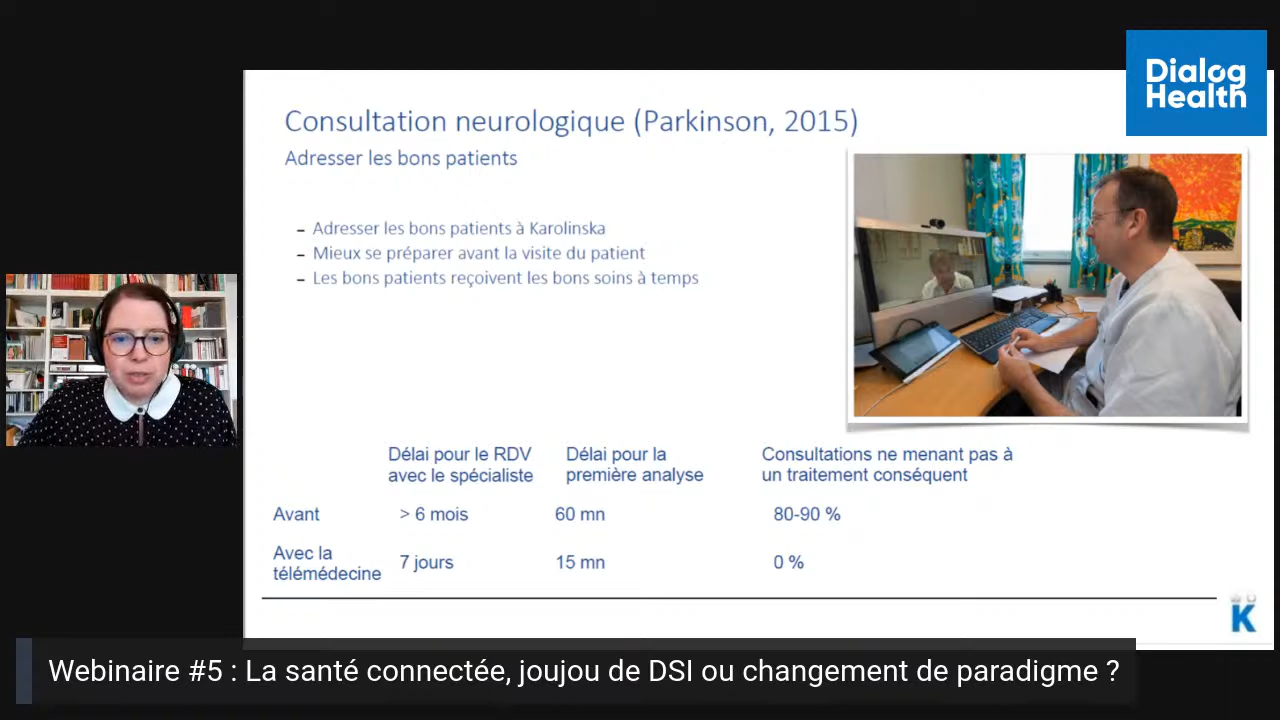 Dialog
Health
Consultation neurologique (Parkinson, 2015)
Adresser les bons patients
– Adresser les bons patients à Karolinska
– Mieux se préparer avant la visite du patient
– Les bons patients reçoivent les bons soins à temps
Délai pour le RDV avec le spécialiste
Délai pour la première analyse
Consultations ne menant pas à un traitement conséquent
Avant > 6 mois 60 mn 80-90 %
Avec la télémédecine 7 jours 15 mn 0 %
K
Webinaire #5 : La santé connectée, joujou de DSI ou changement de paradigme ?